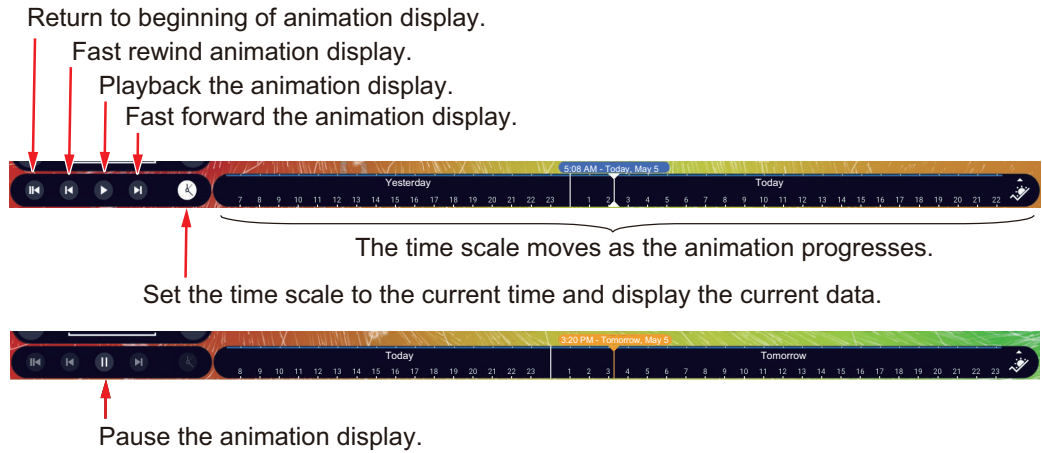 Return to beginning of animation display.
Fast rewind animation display.
Playback the animation display.
Fast forward the animation display.
5:08 AM - Today, May 5
Yesterday Today
7 8 9 10 11 12 13 14 15 16 17 18 19 20 21 22 23 1 2 3 4 5 6 7 8 9 10 11 12 13 14 15 16 17 18 19 20 21 22
The time scale moves as the animation progresses.
Set the time scale to the current time and display the current data.
3:20 PM - Tomorrow, May 5
Today Tomorrow
8 9 10 11 12 13 14 15 16 17 18 19 20 21 22 23 1 2 3 4 5 6 7 8 9 10 11 12 13 14 15 16 17 18 19 20 21 22 23
Pause the animation display.